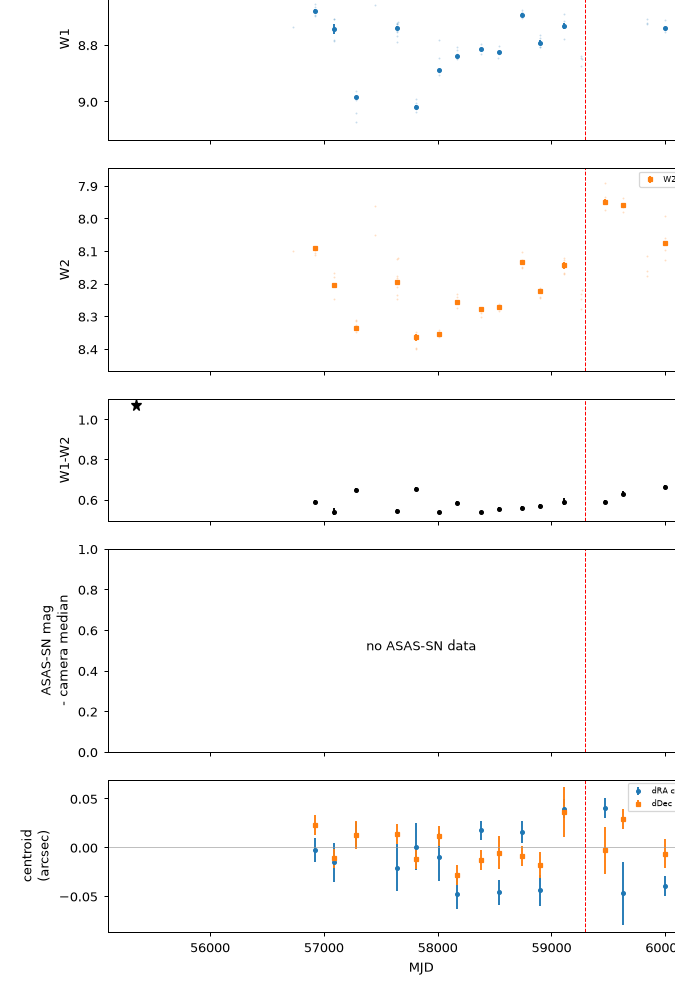 W1
8.8
9.0
W2
7.9
8.0
8.1
8.2
8.3
8.4
W2
W1-W2
1.0
0.8
0.6
ASAS-SN mag
- camera median
1.0
0.8
0.6
0.4
0.2
0.0
no ASAS-SN data
centroid
(arcsec)
0.05
0.00
−0.05
dRA c
dDec
56000
57000
58000
59000
6000
MJD